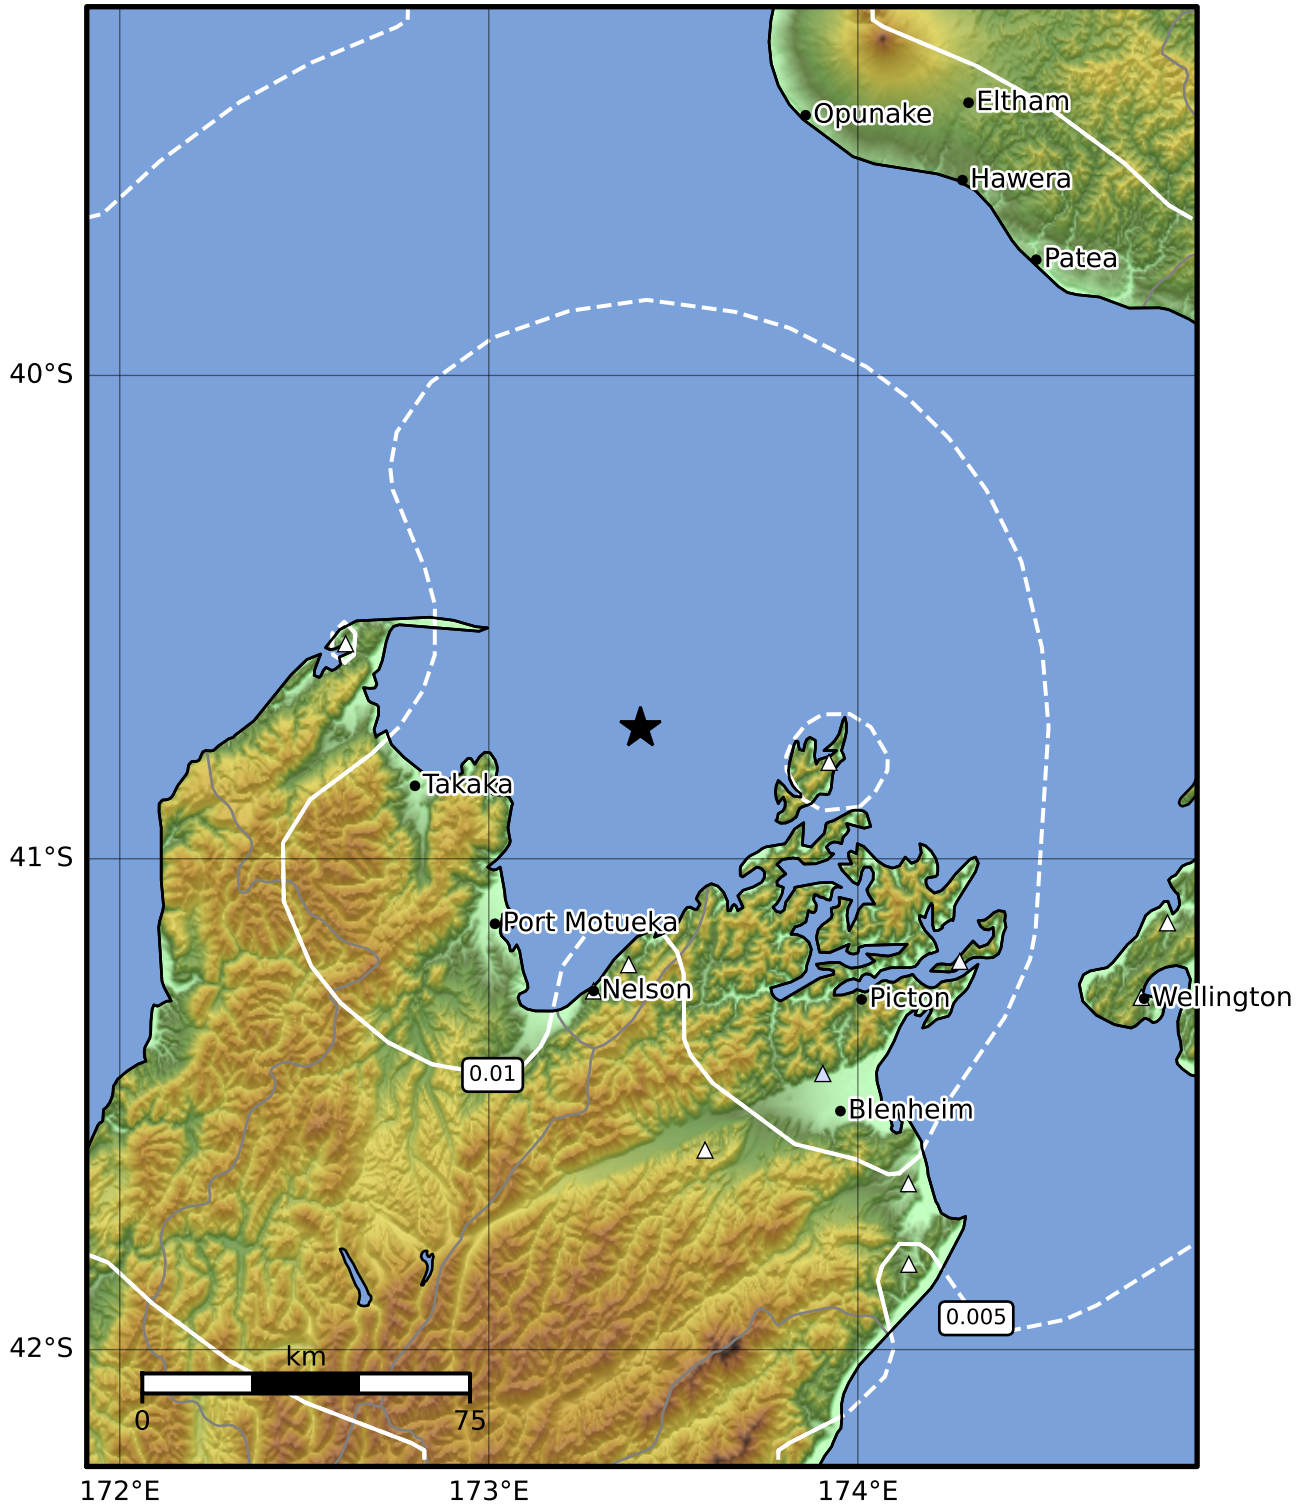 Eltham
Opunake
Hawera
Patea
40°S
Takaka
41°S
Port Motueka
Nelson
Picton
Wellington
0.01
Blenheim
0.005
42°S
km
0 75
172°E 173°E 174°E